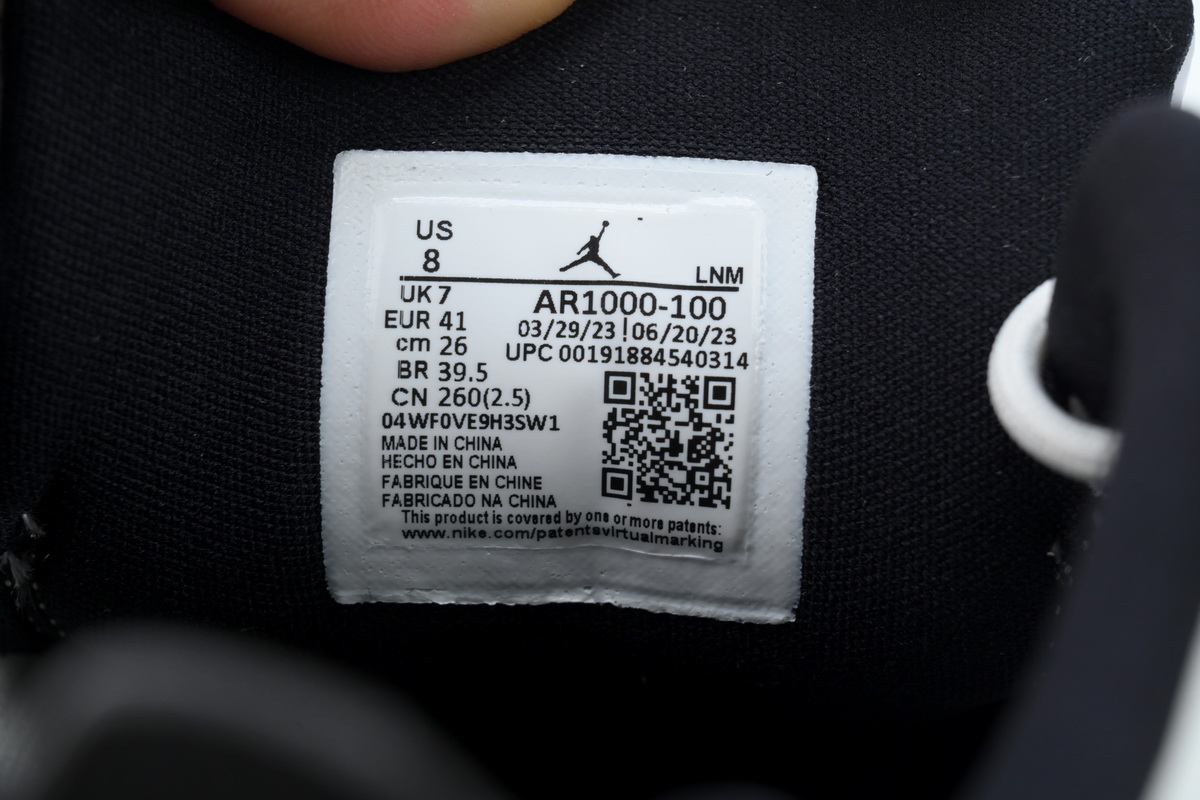 US
8
LNM
UK 7
EUR 41
cm 26
BR 39.5
CN 260(2.5)
AR1000-100
03/29/23 | 06/20/23
UPC 00191884540314
04WF0VE9H3SW1
MADE IN CHINA
HECHO EN CHINA
FABRIQUE EN CHINE
FABRICADO NA CHINA
This product is covered by one or more patents:
www.nike.com/patentsvirtualmarking